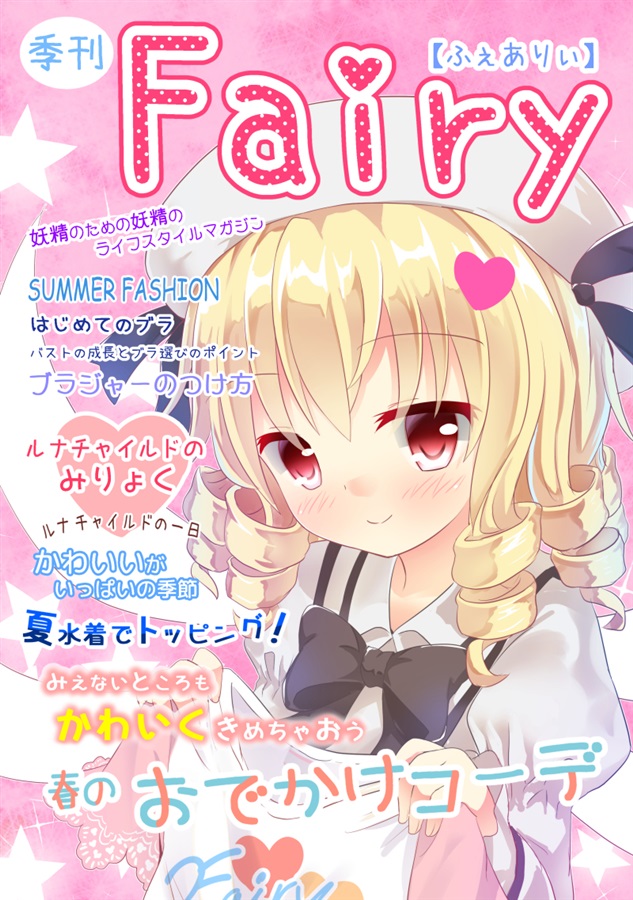 季刊
Fairy
【ふぇありぃ】
妖精のための妖精の
ライフスタイルマガジン
SUMMER FASHION
はじめてのブラ
バストの成長とブラ選びのポイント
ブラジャーのつけ方
ルナチャイルドの
みりょく
ルナチャイルドの一日
かわいいが
いっぱいの季節
夏水着でトッピング！
みえないところも
かわいくきめちゃおぅ
春のおでかけコーデ
Fairy